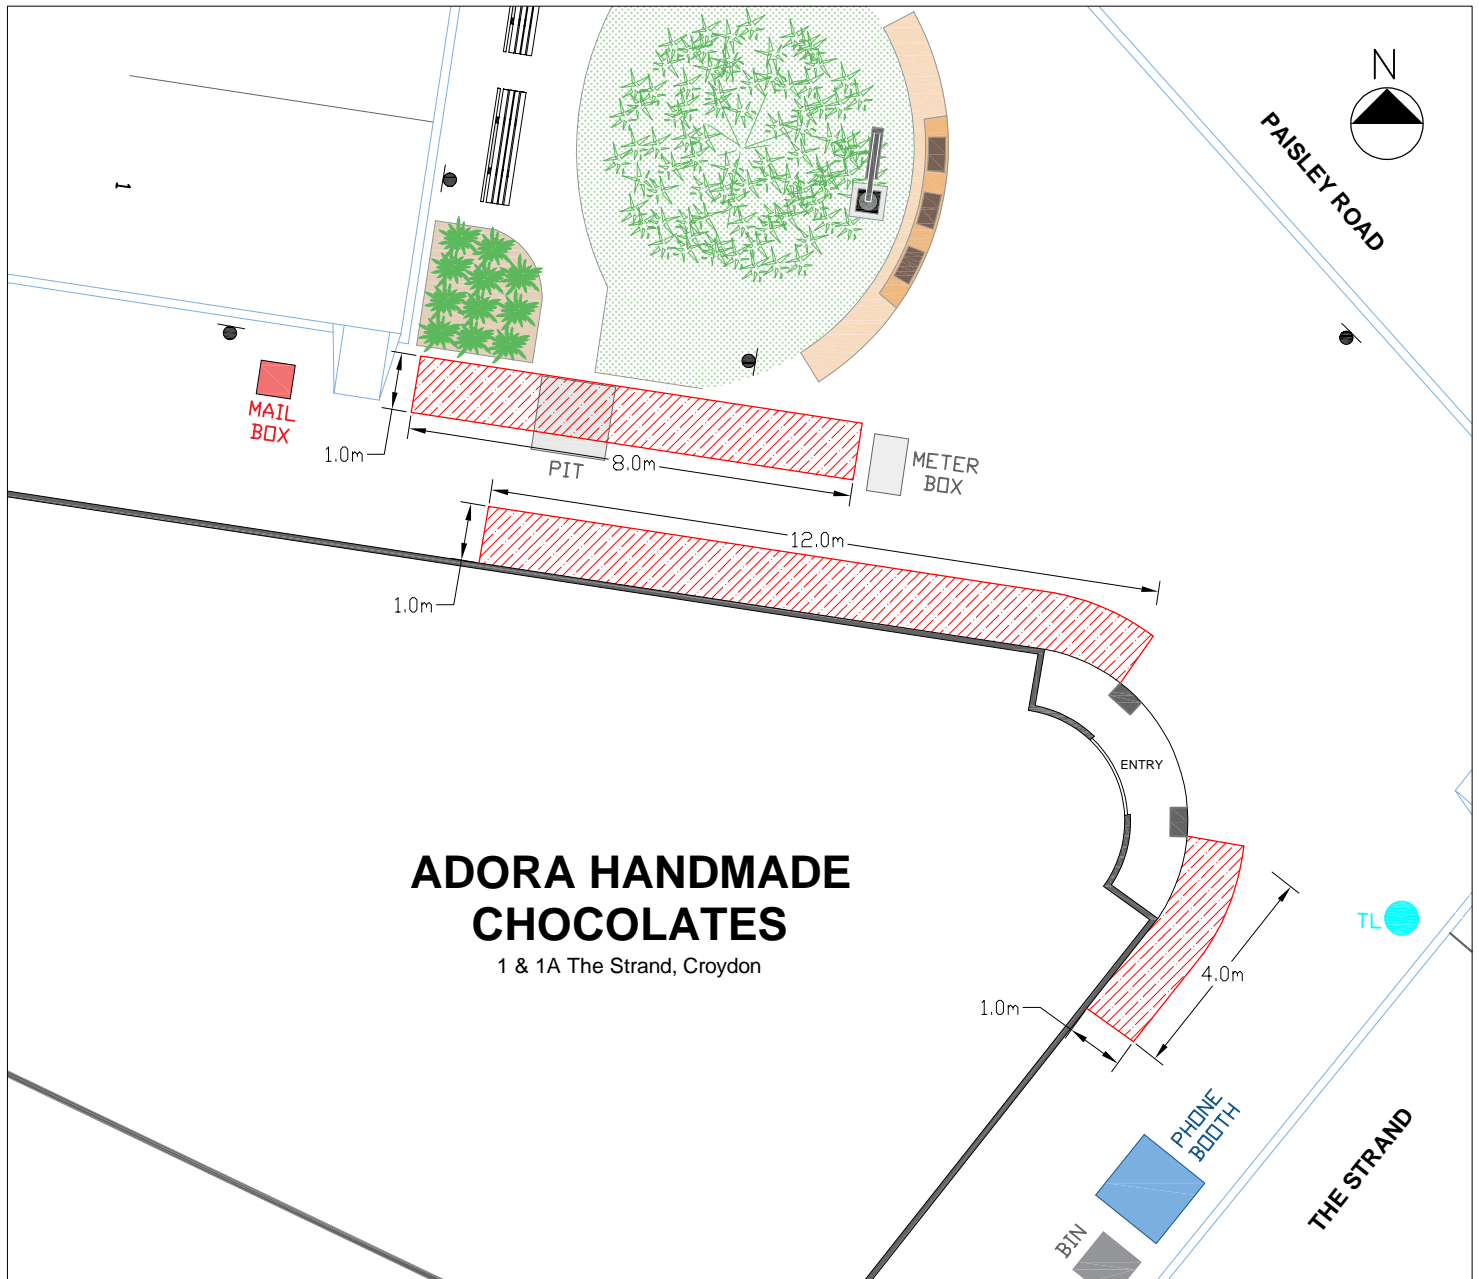 N
PAISLEY ROAD
1
MAIL
BOX
1.0m
PIT
8.0m
METER
BOX
12.0m
1.0m
ENTRY
ADORA HANDMADE
CHOCOLATES
1 & 1A The Strand, Croydon
TL
4.0m
1.0m
PHONE
BOOTH
THE STRAND
BIN